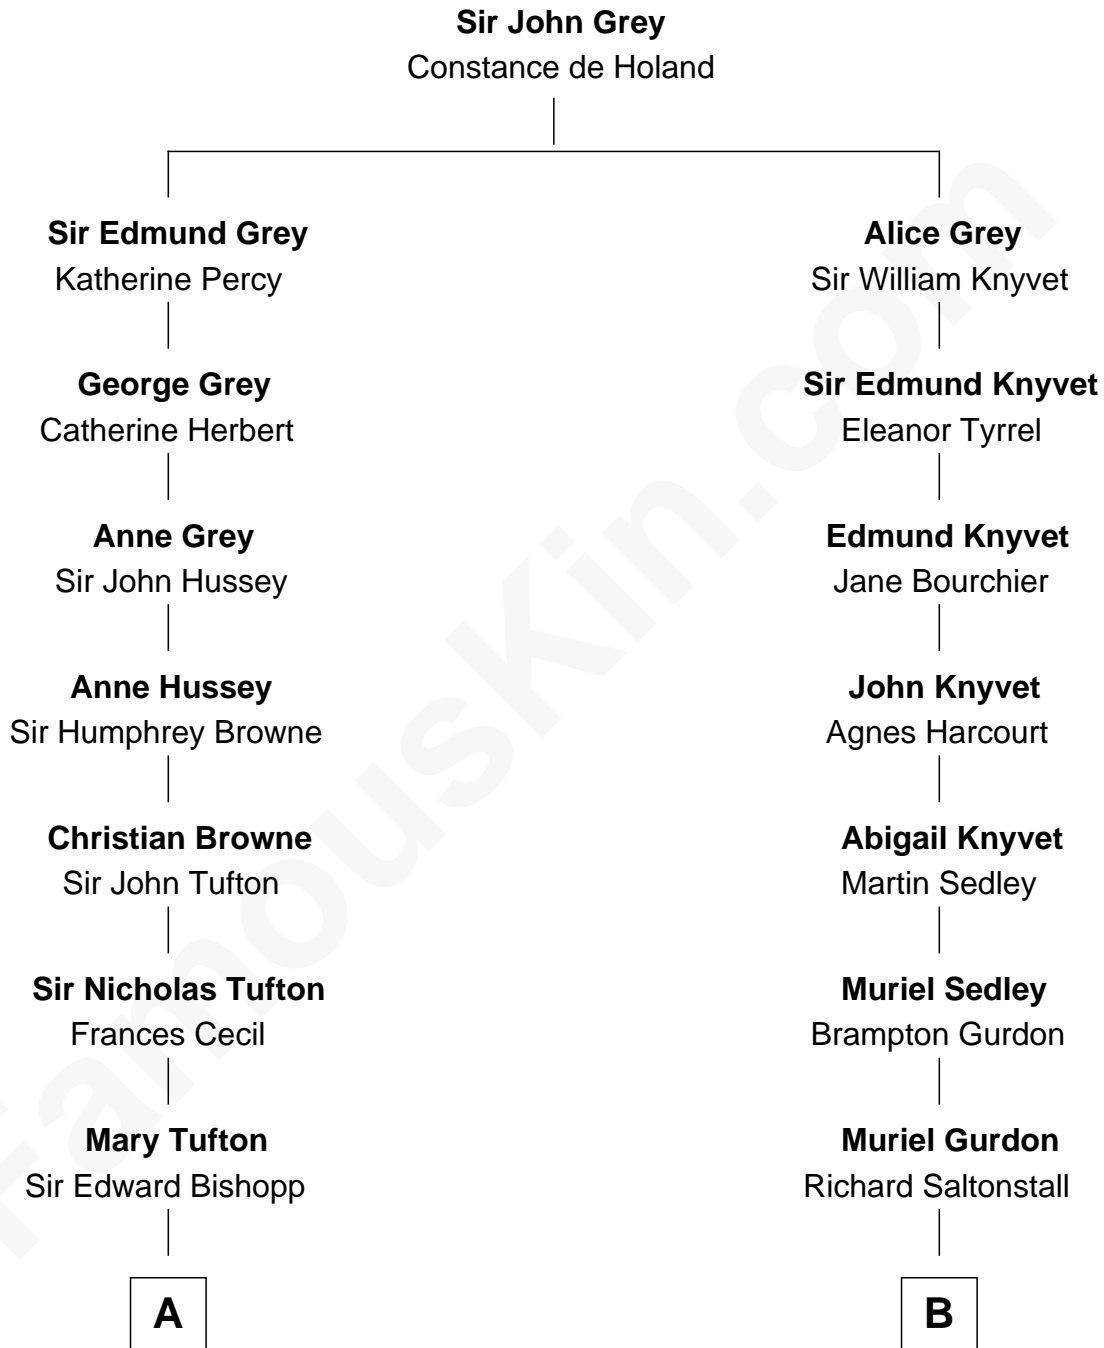 Sir John Grey
Constance de Holand
Sir Edmund Grey
Katherine Percy
George Grey
Catherine Herbert
Anne Grey
Sir John Hussey
Anne Hussey
Sir Humphrey Browne
Christian Browne
Sir John Tufton
Sir Nicholas Tufton
Frances Cecil
Mary Tufton
Sir Edward Bishopp
A
Alice Grey
Sir William Knyvet
Sir Edmund Knyvet
Eleanor Tyrrel
Edmund Knyvet
Jane Bourchier
John Knyvet
Agnes Harcourt
Abigail Knyvet
Martin Sedley
Muriel Sedley
Brampton Gurdon
Muriel Gurdon
Richard Saltonstall
B
FamousKin.com